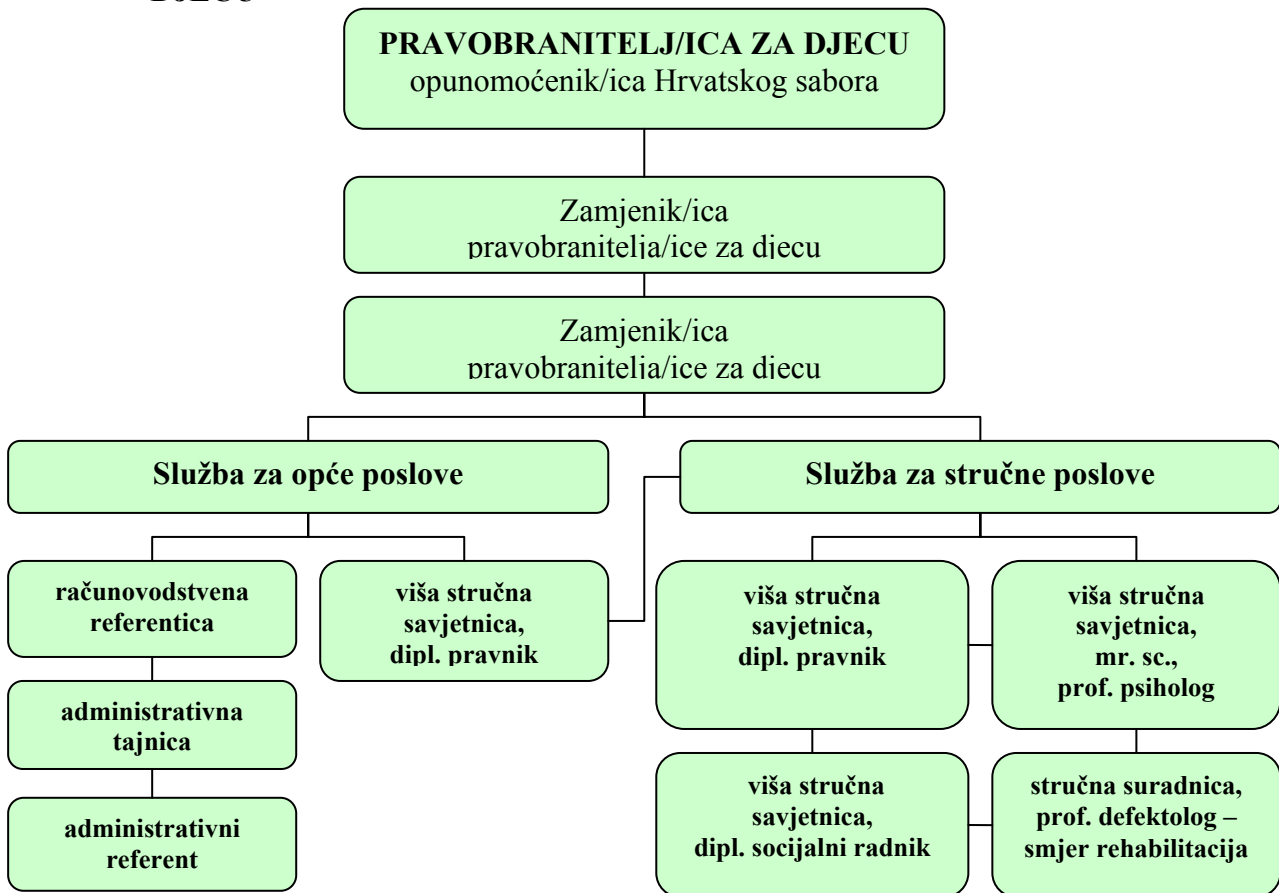 PRAVOBRANITELJ/ICA ZA DJECU
opunomoćenik/ica Hrvatskog sabora
Zamjenik/ica
pravobranitelja/ice za djecu
Zamjenik/ica
pravobranitelja/ice za djecu
Služba za opće poslove
Služba za stručne poslove
računovodstvena
referentica
viša stručna
savjetnica,
dipl. pravnik
viša stručna
savjetnica,
dipl. pravnik
viša stručna
savjetnica,
mr. sc.,
prof. psiholog
administrativna
tajnica
viša stručna
savjetnica,
dipl. socijalni radnik
stručna suradnica,
prof. defektolog –
smjer rehabilitacija
administrativni
referent